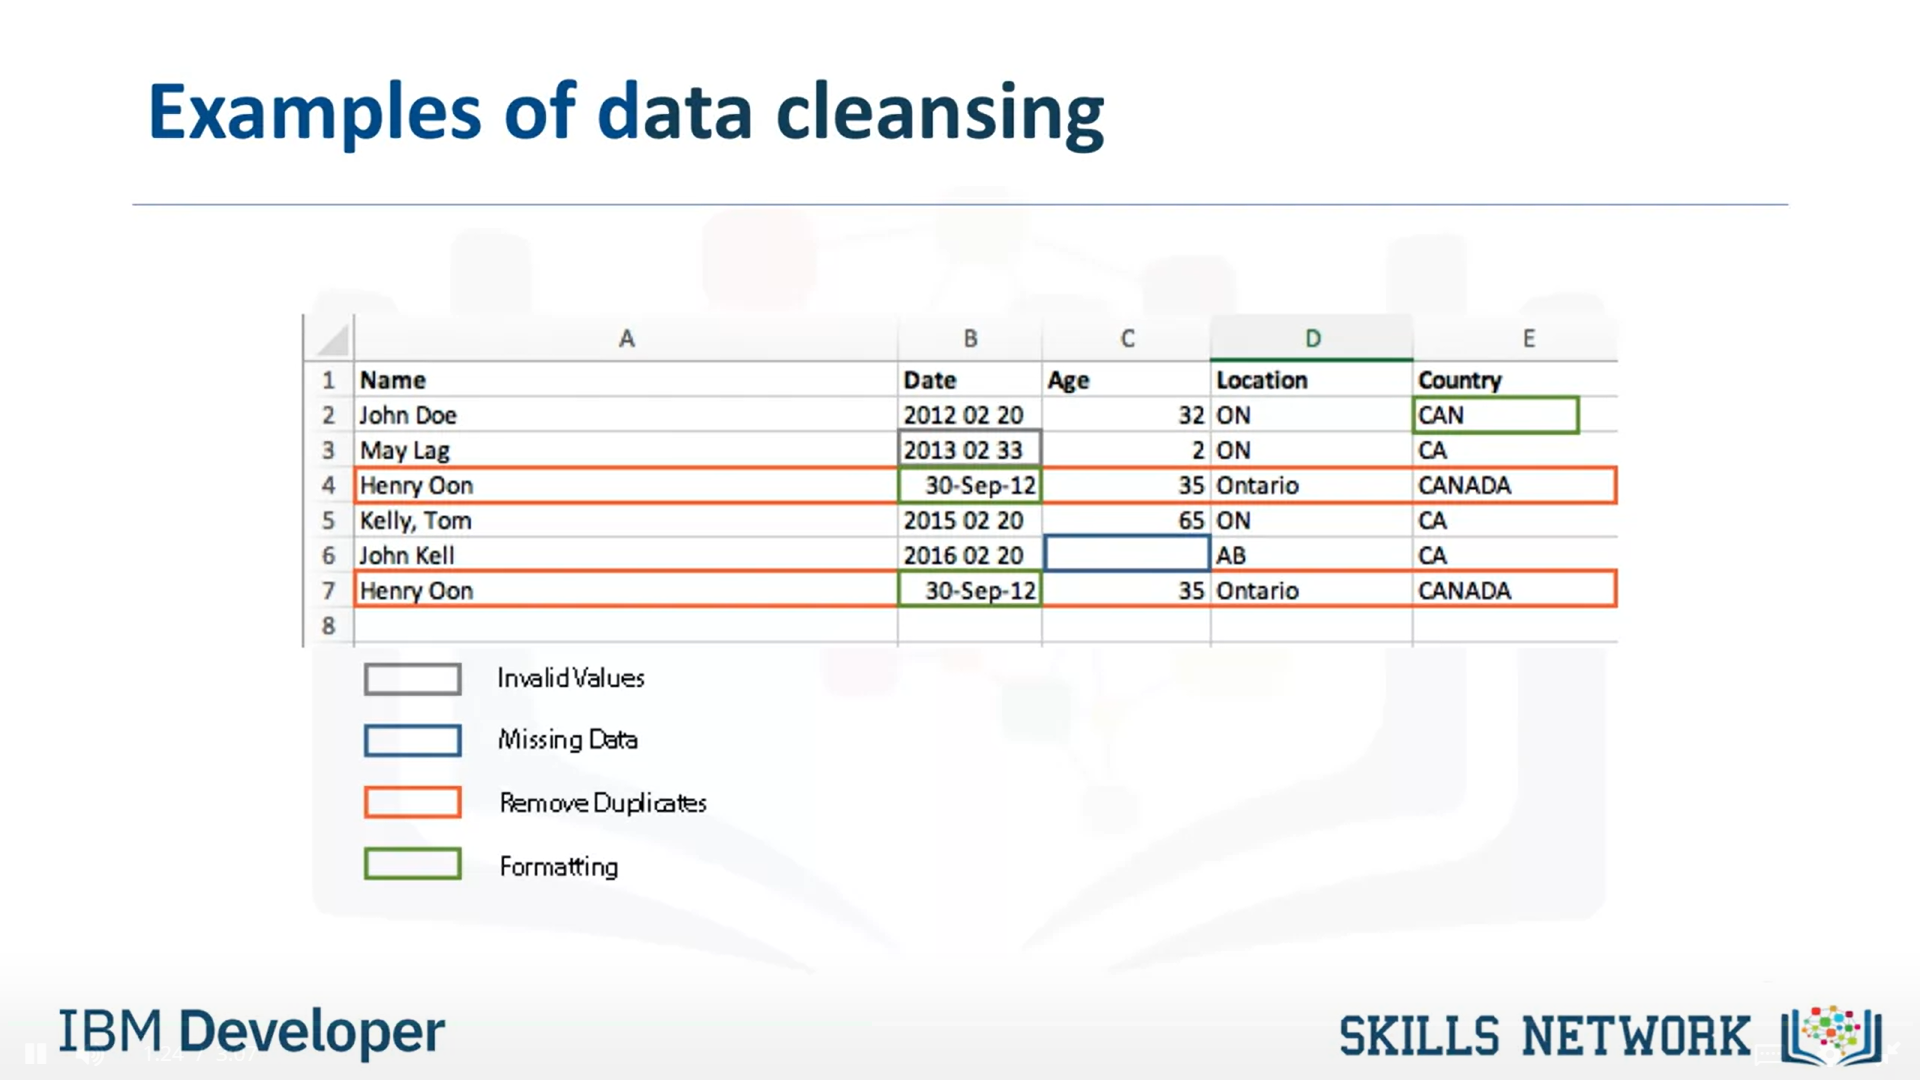 Examples of data cleansing
A B C D E
1 Name Date Age Location Country
2 John Doe 2012 02 20 32 ON CAN
3 May Lag 2013 02 33 2 ON CA
4 Henry Oon 30-Sep-12 35 Ontario CANADA
5 Kelly, Tom 2015 02 20 65 ON CA
6 John Kell 2016 02 20 AB CA
7 Henry Oon 30-Sep-12 35 Ontario CANADA
8
Invalid Values
Missing Data
Remove Duplicates
Formatting
IBM Developer
SKILLS NETWORK